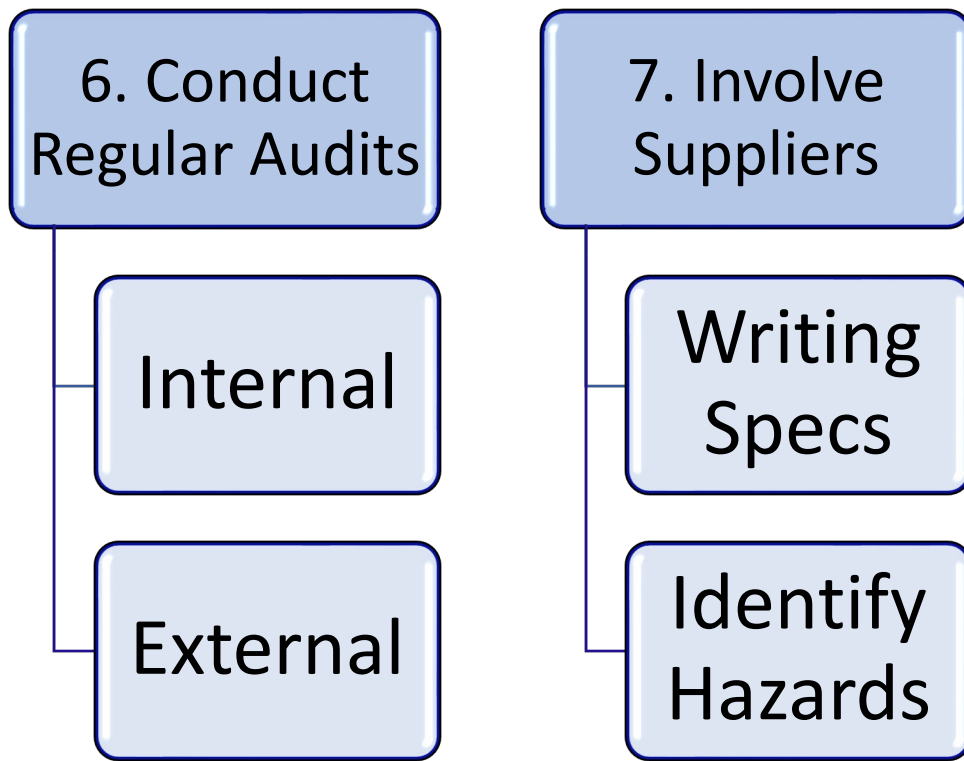 6. Conduct
Regular Audits
Internal
External
7. Involve
Suppliers
Writing
Specs
Identify
Hazards